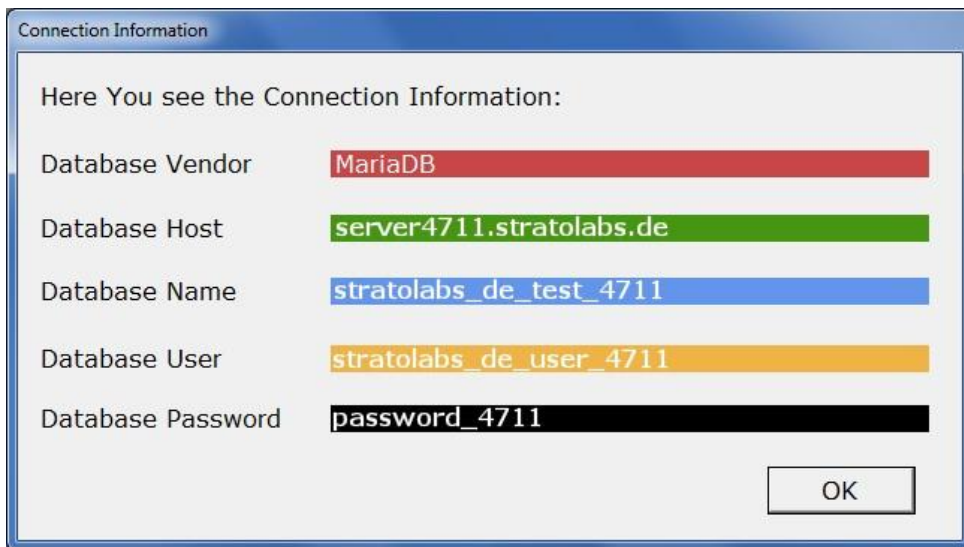 Connection Information
Here You see the Connection Information:
Database Vendor MariaDB
Database Host server4711.stratolabs.de
Database Name stratolabs_de_test_4711
Database User stratolabs_de_user_4711
Database Password password_4711
OK